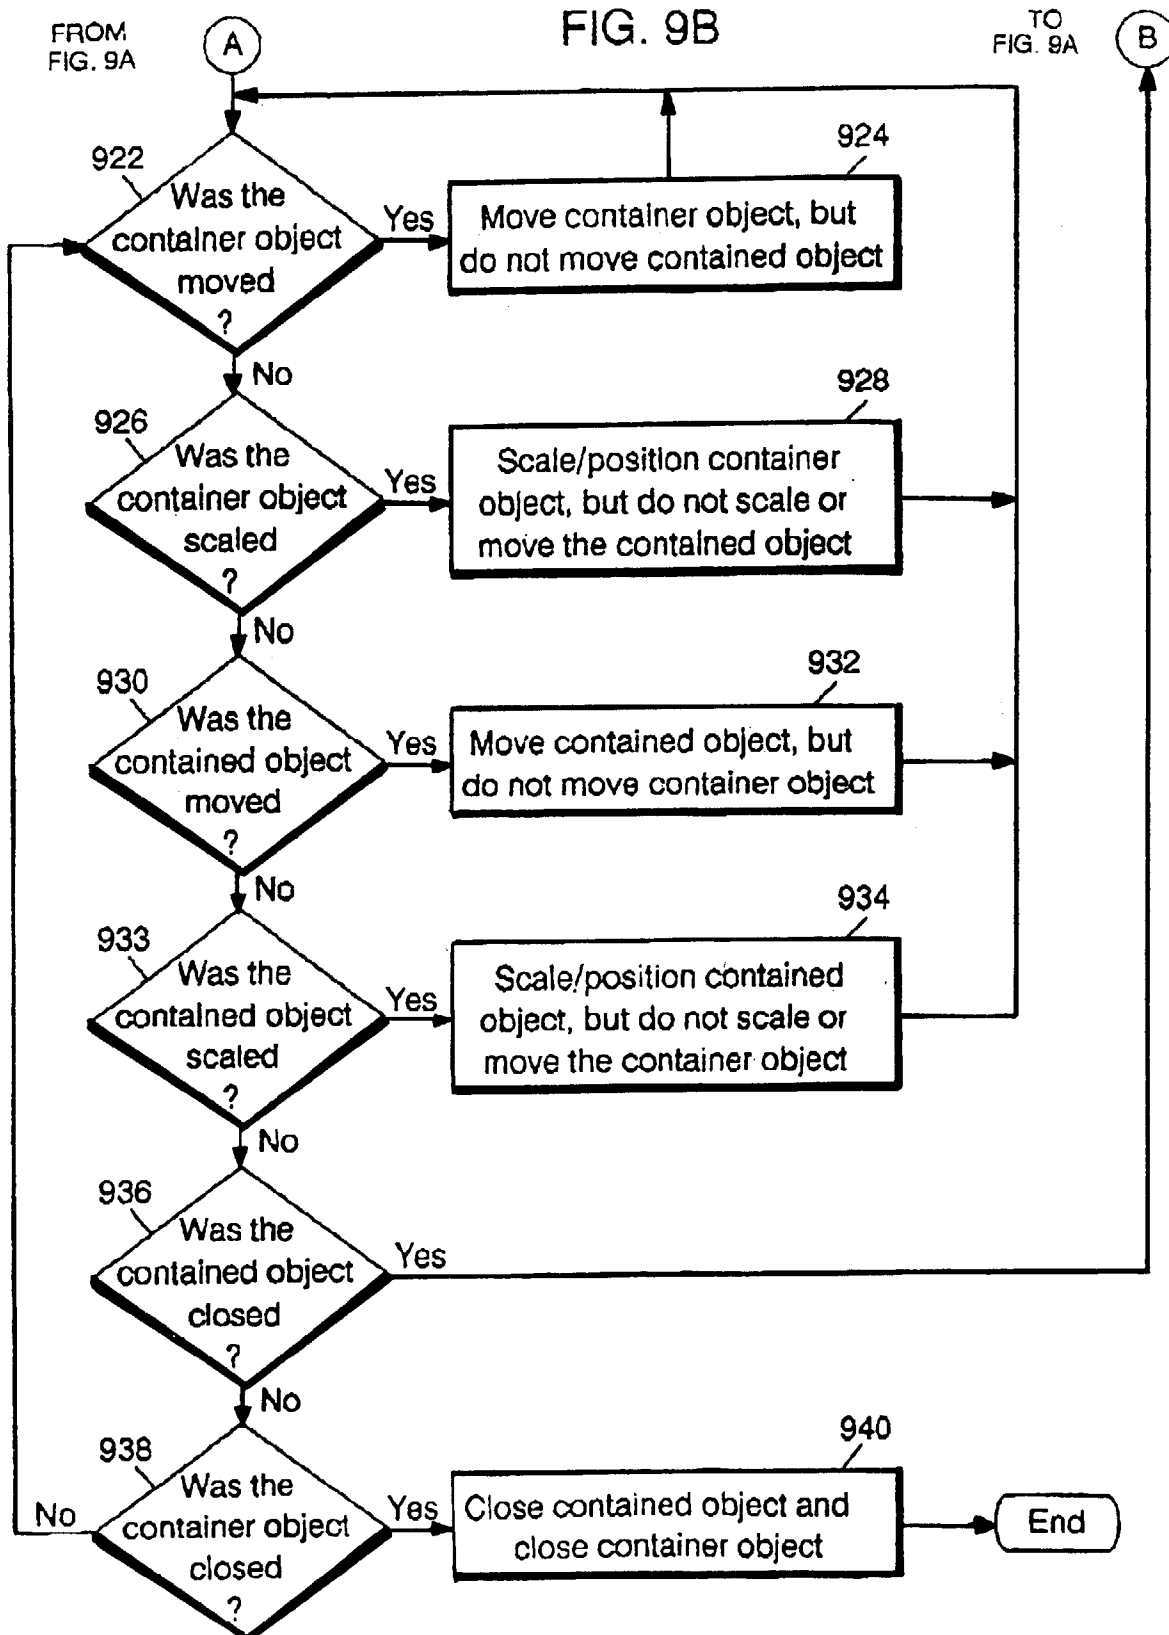 FROM
FIG. 9A
A
FIG. 9B
TO
FIG. 9A
B
922
Was the
container object
moved
?
Yes
924
Move container object, but
do not move contained object
No
926
Was the
container object
scaled
?
Yes
928
Scale/position container
object, but do not scale or
move the contained object
No
930
Was the
contained object
moved
?
Yes
932
Move contained object, but
do not move container object
No
933
Was the
contained object
scaled
?
Yes
934
Scale/position contained
object, but do not scale or
move the container object
No
936
Was the
contained object
closed
?
Yes
No
938
Was the
container object
closed
?
No
Yes
940
Close contained object and
close container object
End